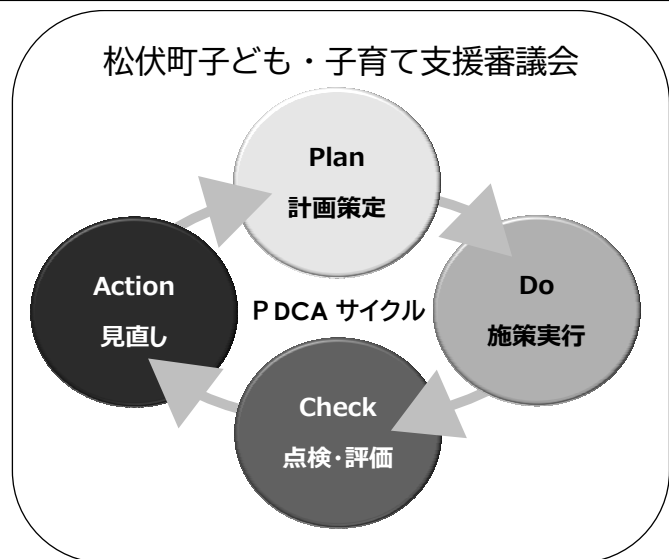 松伏町子ども・子育て支援審議会
Plan
計画策定
Do
施策実行
Check
点検・評価
Action
見直し
PDCA サイクル